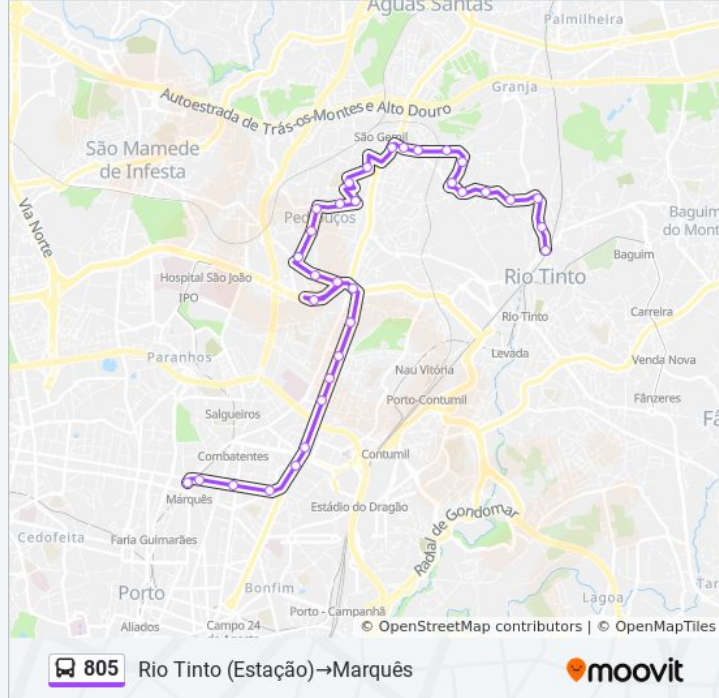 Águas Santas
Palmilheira
Granja
Autoestrada de Trás-os-Montes e Alto Douro
São Gemil
São Mamede
de Infesta
Via Norte
Baguim
do Mont
Baguim
Hospital São João
IPO
Rio Tinto
Rio Tinto
Carreira
Levada
Paranhos
Venda Nova
Nau Vitória
Fânzeres
Porto-Contumil
Salgueiros
Combatentes
Contumil
Marquês
Estádio do Dragão
Radial de Gondomar
Cedofeita
Faria Guimarães
Porto
Bonfim
Lagoa
Porto - Campanhã
Aliados
Campo 24
© OpenStreetMap contributors | © OpenMapTiles
805
Rio Tinto (Estação)→Marquês
moovit